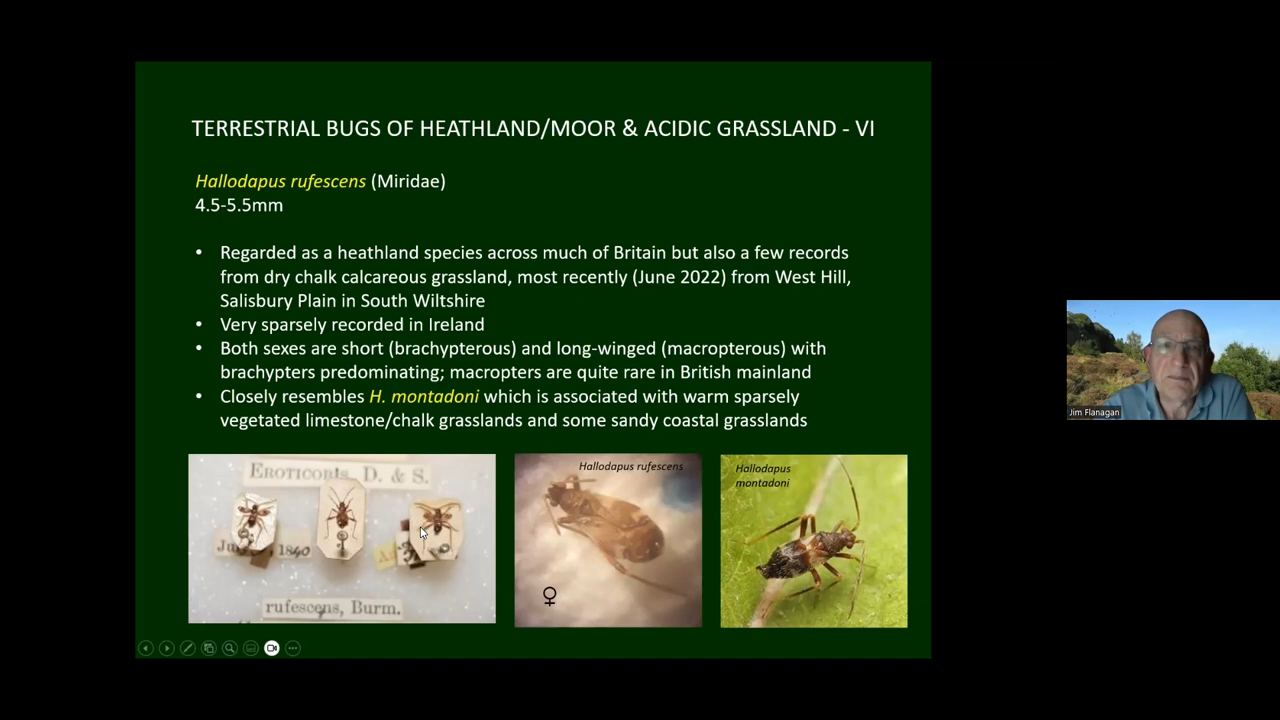 TERRESTRIAL BUGS OF HEATHLAND/MOOR & ACIDIC GRASSLAND - VI
Hallodapus rufescens (Miridae)
4.5-5.5mm
• Regarded as a heathland species across much of Britain but also a few records
from dry chalk calcareous grassland, most recently (June 2022) from West Hill,
Salisbury Plain in South Wiltshire
• Very sparsely recorded in Ireland
• Both sexes are short (brachypterous) and long-winged (macropterous) with
brachypters predominating; macropters are quite rare in British mainland
• Closely resembles H. montadoni which is associated with warm sparsely
vegetated limestone/chalk grasslands and some sandy coastal grasslands
EROTICORIS, D. & S.
1840
rufescens, Burm.
Hallodapus rufescens
♀
Hallodapus
montadoni
Jim Flanagan